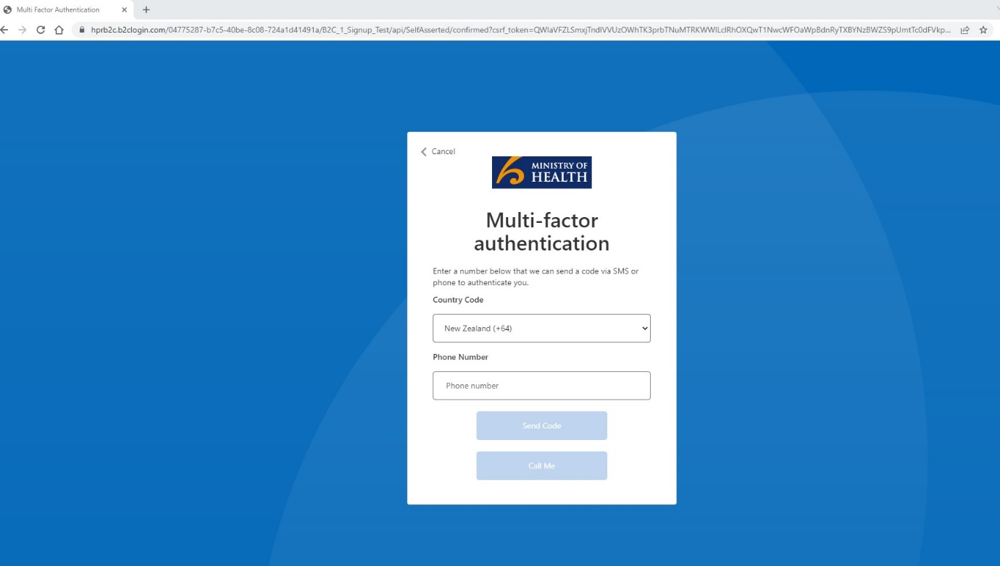 Multi Factor Authentication
hprb2c.b2clogin.com/04775287-b7c5-40be-8c08-724a1d41491a/B2C_1_Signup_Test/api/SelfAsserted/confirmed?csrf_token=
Cancel
MINISTRY OF
HEALTH
Multi-factor
authentication
Enter a number below that we can send a code via SMS or
phone to authenticate you.
Country Code
New Zealand (+64)
Phone Number
Phone number
Send Code
Call Me